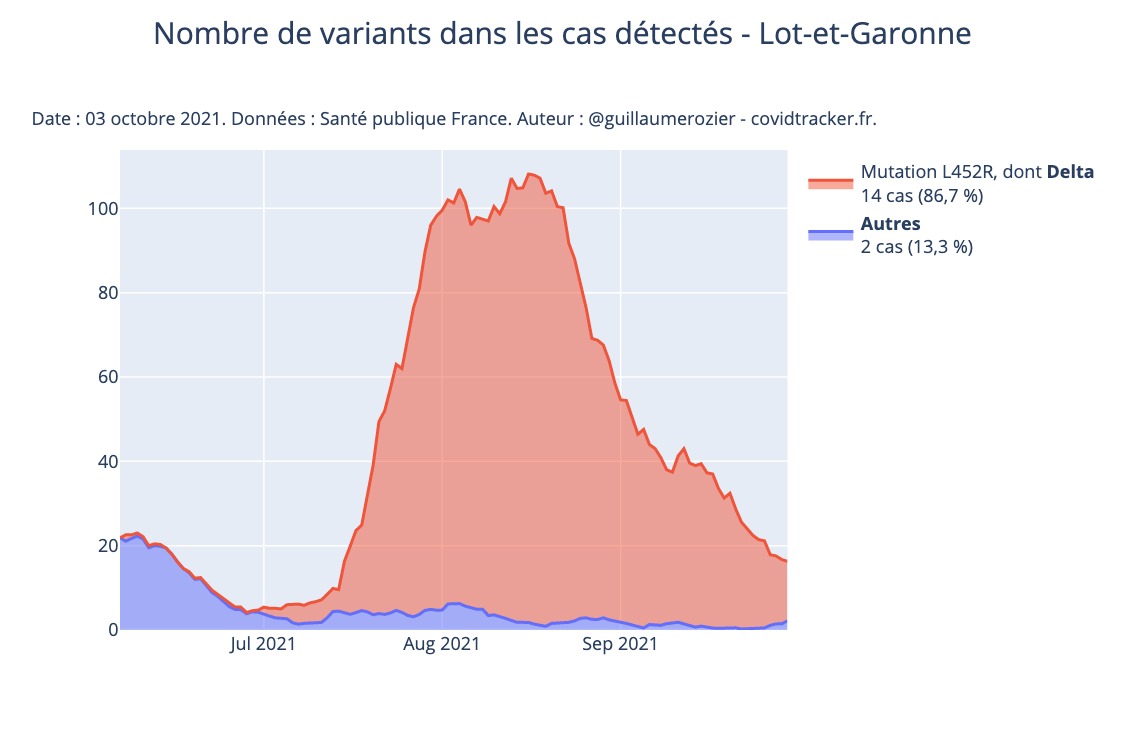 Nombre de variants dans les cas détectés - Lot-et-Garonne
Date : 03 octobre 2021. Données : Santé publique France. Auteur : @guillaumerozier - covidtracker.fr.
Mutation L452R, dont Delta
14 cas (86,7 %)
Autres
2 cas (13,3 %)
100
80
60
40
20
0
Jul 2021
Aug 2021
Sep 2021